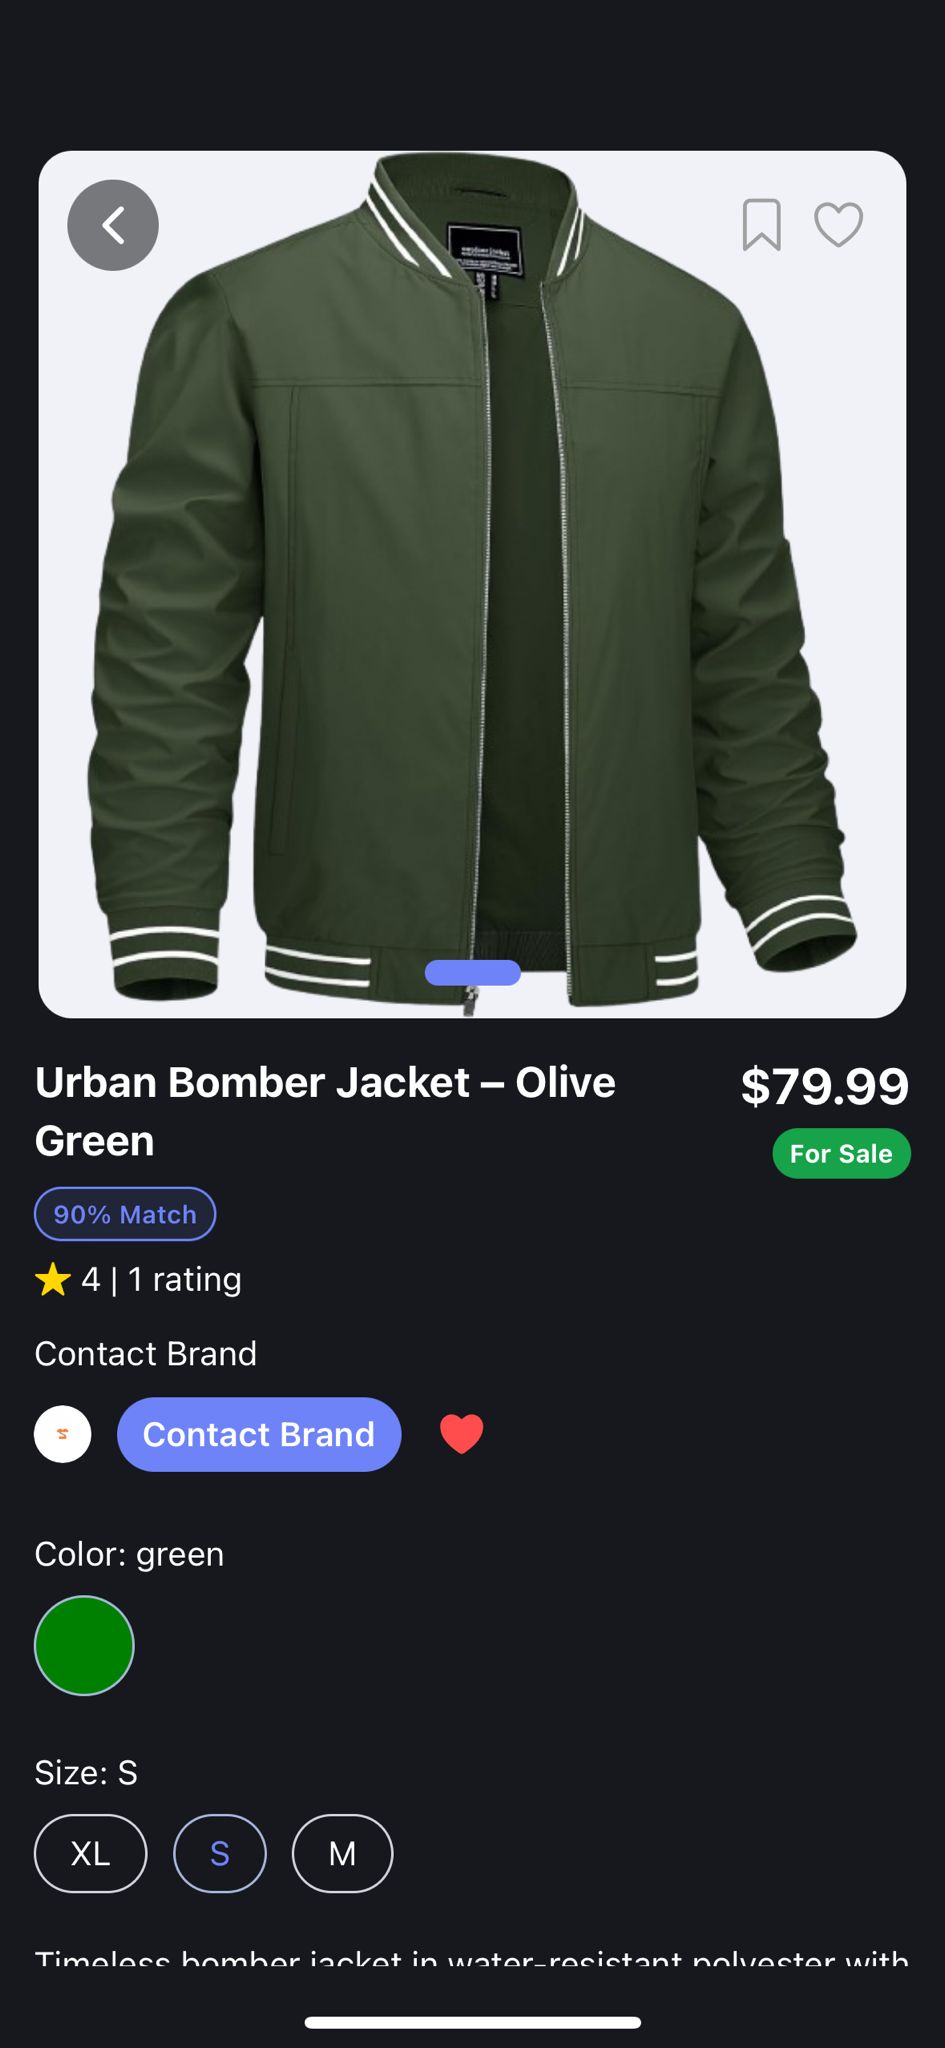 Urban Bomber Jacket – Olive
Green
$79.99
For Sale
90% Match
4 | 1 rating
Contact Brand
Contact Brand
Color: green
Size: S
XL
S
M
Timeless bomber jacket in water-resistant polyester with